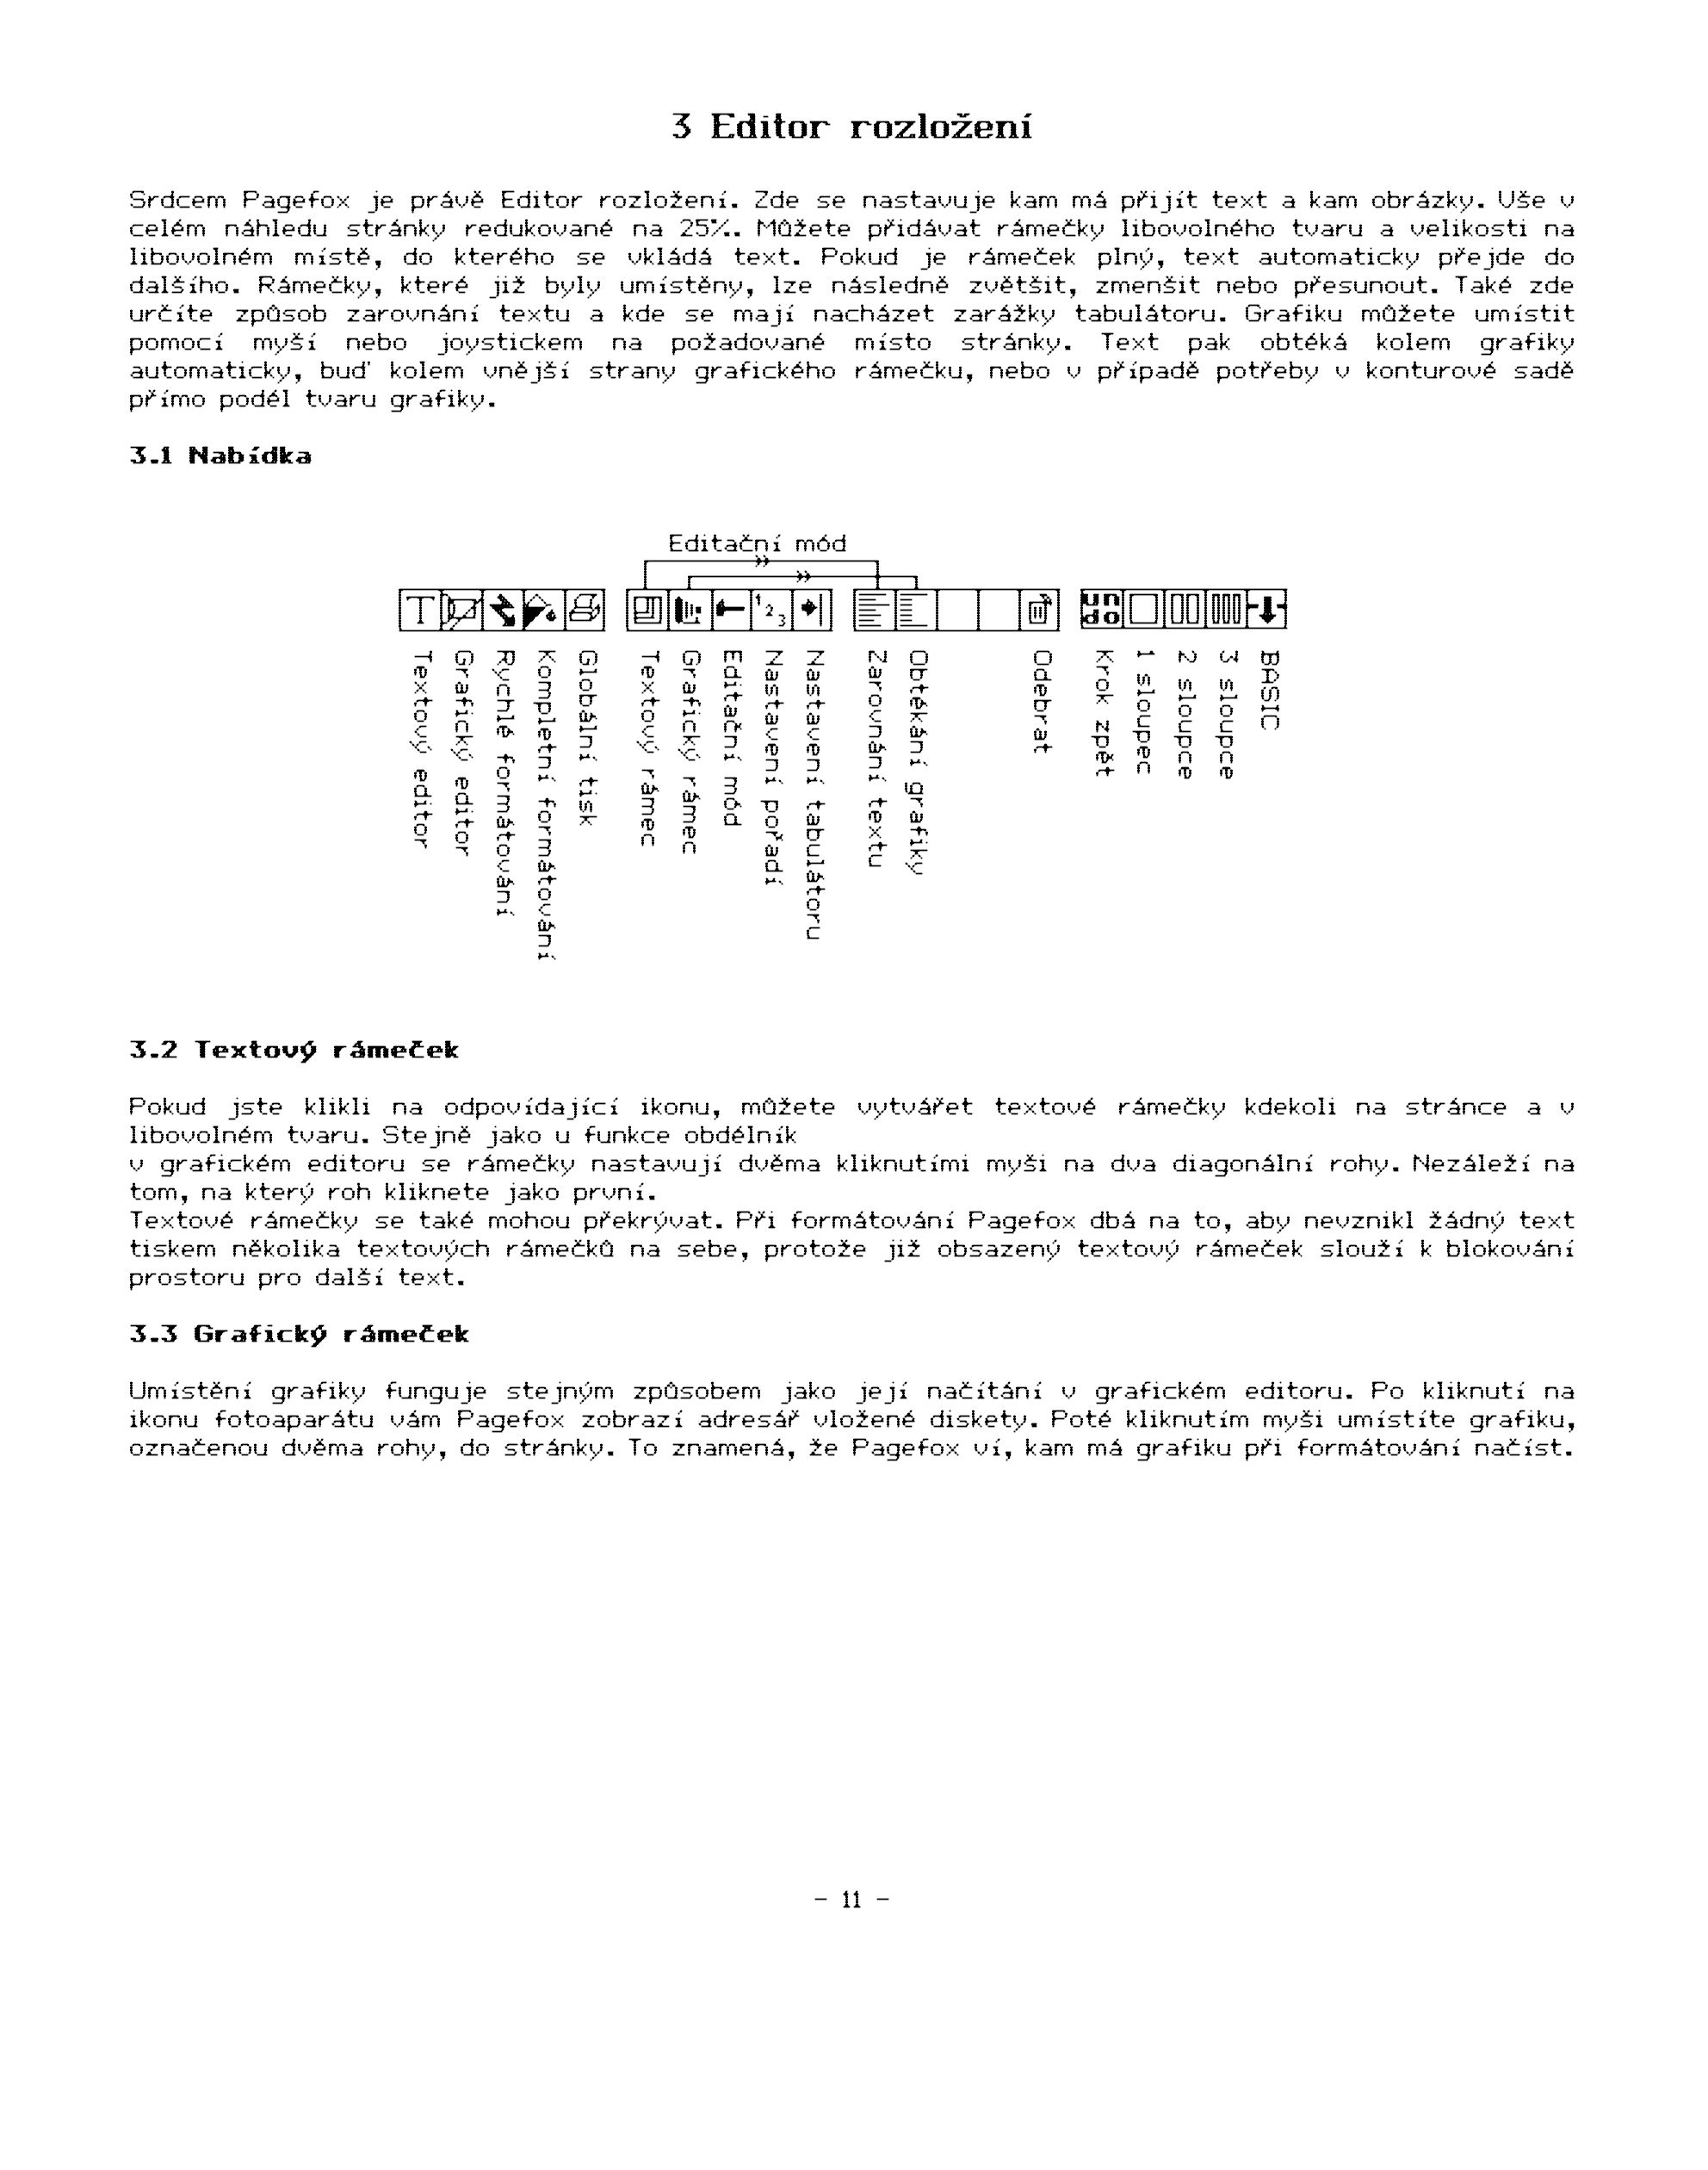 3 Editor rozložení
Srdcem Pagefox je právě Editor rozložení. Zde se nastavuje kam má přijít text a kam obrázky. Vše v
celém náhledu stránky redukované na 25%. Můžete přidávat rámečky libovolného tvaru a velikosti na
libovolném místě, do kterého se vkládá text. Pokud je rámeček plný, text automaticky přejde do
dalšího. Rámečky, které již byly umístěny, lze následně zvětšit, zmenšit nebo přesunout. Také zde
určíte způsob zarovnání textu a kde se mají nacházet zarážky tabulátoru. Grafiku můžete umístit
pomocí myší nebo joystickem na požadované místo stránky. Text pak obtéká kolem grafiky
automaticky, buď kolem vnější strany grafického rámečku, nebo v případě potřeby v konturové sadě
přímo podél tvaru grafiky.
3.1 Nabídka
Editační mód
T
1 2 3
un
do
Textový editor
Grafický editor
Rychlé formátování
Kompletní formátování
Globální tisk
Textový rámec
Grafický rámec
Editační mód
Nastavení pořadí
Nastavení tabulátoru
Zarovnání textu
Obtékání grafiky
Odebrat
Krok zpět
1 sloupec
2 sloupce
3 sloupce
BASIC
3.2 Textový rámeček
Pokud jste klikli na odpovídající ikonu, můžete vytvářet textové rámečky kdekoli na stránce a v
libovolném tvaru. Stejně jako u funkce obdélník
v grafickém editoru se rámečky nastavují dvěma kliknutími myši na dva diagonální rohy. Nezáleží na
tom, na který roh kliknete jako první.
Textové rámečky se také mohou překrývat. Při formátování Pagefox dbá na to, aby nevznikl žádný text
tiskem několika textových rámečků na sebe, protože již obsazený textový rámeček slouží k blokování
prostoru pro další text.
3.3 Grafický rámeček
Umístění grafiky funguje stejným způsobem jako její načítání v grafickém editoru. Po kliknutí na
ikonu fotoaparátu vám Pagefox zobrazí adresář vložené diskety. Poté kliknutím myši umístíte grafiku,
označenou dvěma rohy, do stránky. To znamená, že Pagefox ví, kam má grafiku při formátování načíst.
- 11 -